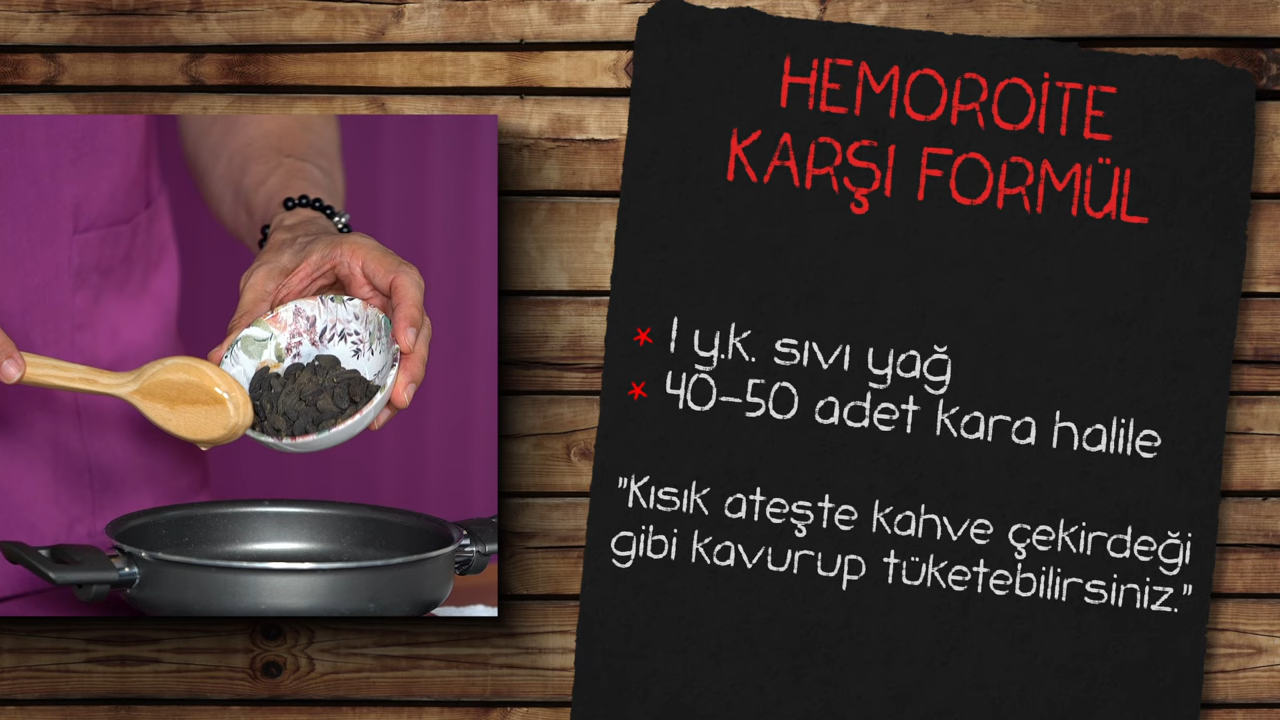 HEMOROİTE
KARŞI FORMÜL
* 1 y.k. sıvı yağ
* 40-50 adet kara halile
"Kısık ateşte kahve çekirdeği
gibi kavurup tüketebilirsiniz."